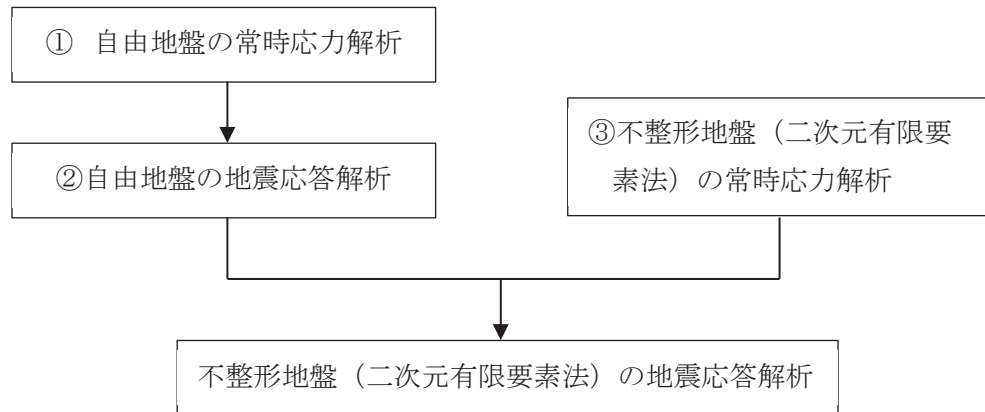 ① 自由地盤の常時応力解析
②自由地盤の地震応答解析
③不整形地盤（二次元有限要
素法）の常時応力解析
不整形地盤（二次元有限要素法）の地震応答解析